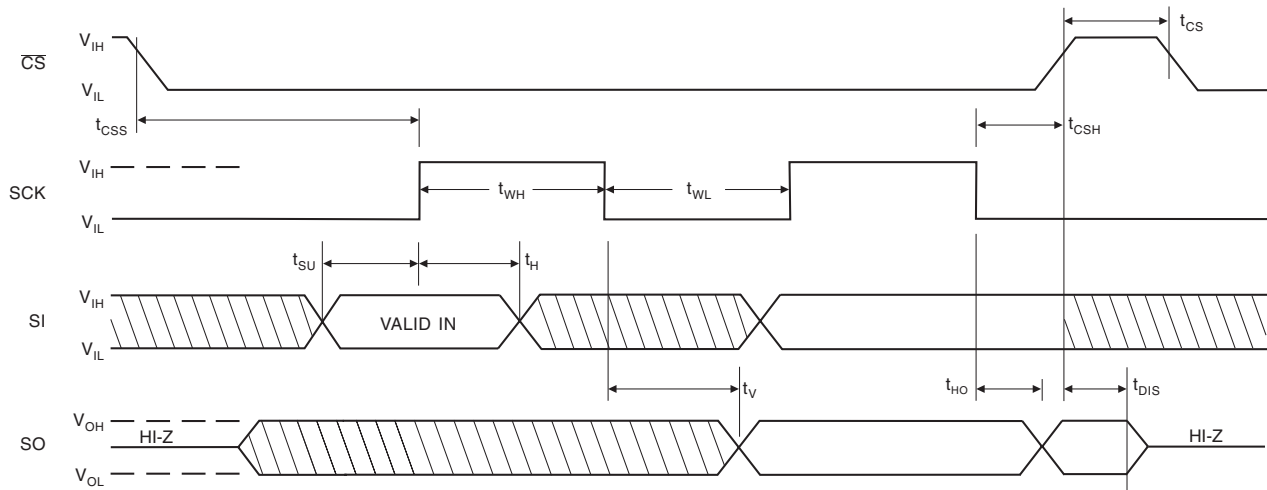 t_CS
V_IH
C̅S̅
V_IL
t_CSS
t_CSH
V_IH
SCK
t_WH
t_WL
V_IL
t_SU
t_H
V_IH
SI
VALID IN
V_IL
t_V
t_HO
t_DIS
V_OH
SO
HI-Z
HI-Z
V_OL